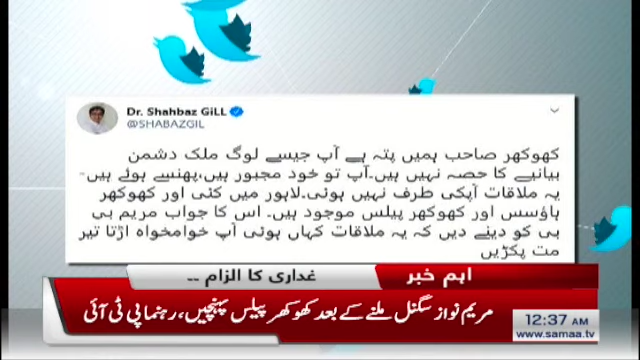 Dr. Shahbaz GiLL
@SHABAZGIL
کھوکھر صاحب ہمیں پتہ ہے آپ جیسے لوگ ملک دشمن
بیانیے کا حصہ نہیں ہیں۔آپ تو خود مجبور ہیں،پھنسے ہوئے ہیں-
یہ ملاقات آپکی طرف نہیں ہوئی۔لاہور میں کئی اور کھوکھر
ہاؤسس اور کھوکھر پیلس موجود ہیں۔ اس کا جواب مریم بی
بی کو دینے دیں کہ یہ ملاقات کہاں ہوئی آپ خوامخواہ اڑتا تیر
مت پکڑیں
اہم خبر
غداری کا الزام --
مریم نواز سگنل ملنے کے بعد کھوکھر پیلس پہنچیں، رہنما پی ٹی آئی
12:37 AM
www.samaa.tv